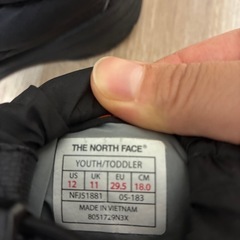 THE NORTH FACE
YOUTH/TODDLER
US UK EU CM
12 11 29.5 18.0
NFJ51881 05-183
MADE IN VIETNAM
8051729N3X